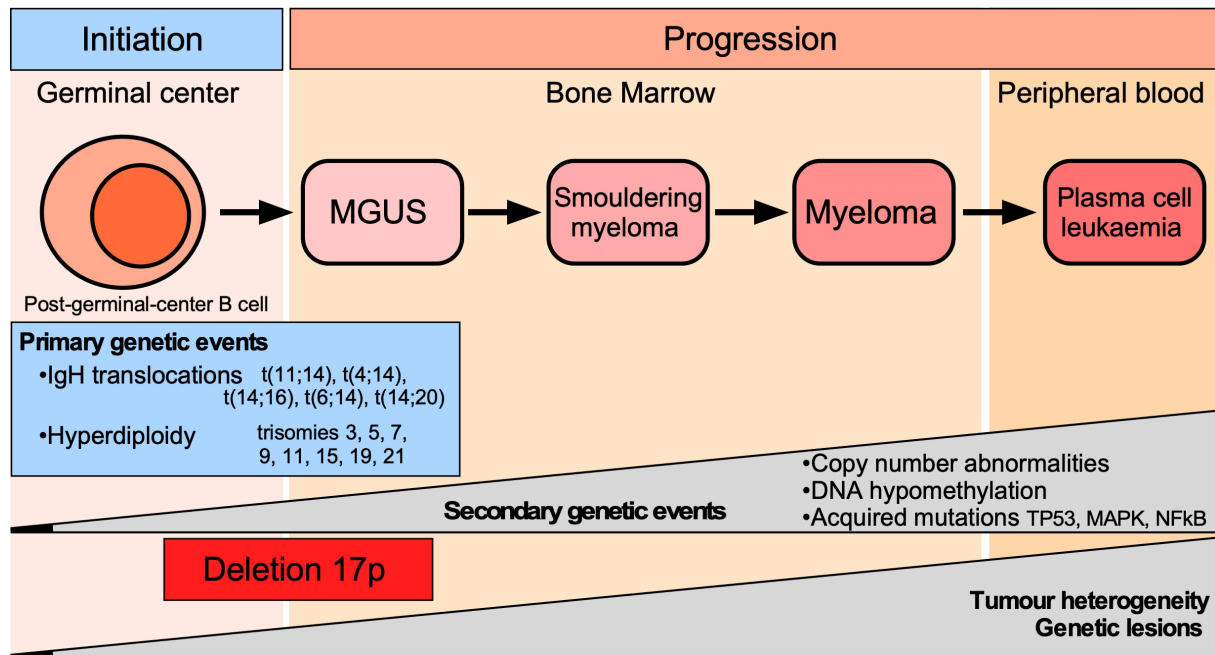 Initiation
Progression
Germinal center
Bone Marrow
Peripheral blood
MGUS
Smouldering
myeloma
Myeloma
Plasma cell
leukaemia
Post-germinal-center B cell
Primary genetic events
•IgH translocations t(11;14), t(4;14),
t(14;16), t(6;14), t(14;20)
•Hyperdiploidy trisomies 3, 5, 7,
9, 11, 15, 19, 21
•Copy number abnormalities
•DNA hypomethylation
Secondary genetic events
•Acquired mutations TP53, MAPK, NFkB
Deletion 17p
Tumour heterogeneity
Genetic lesions